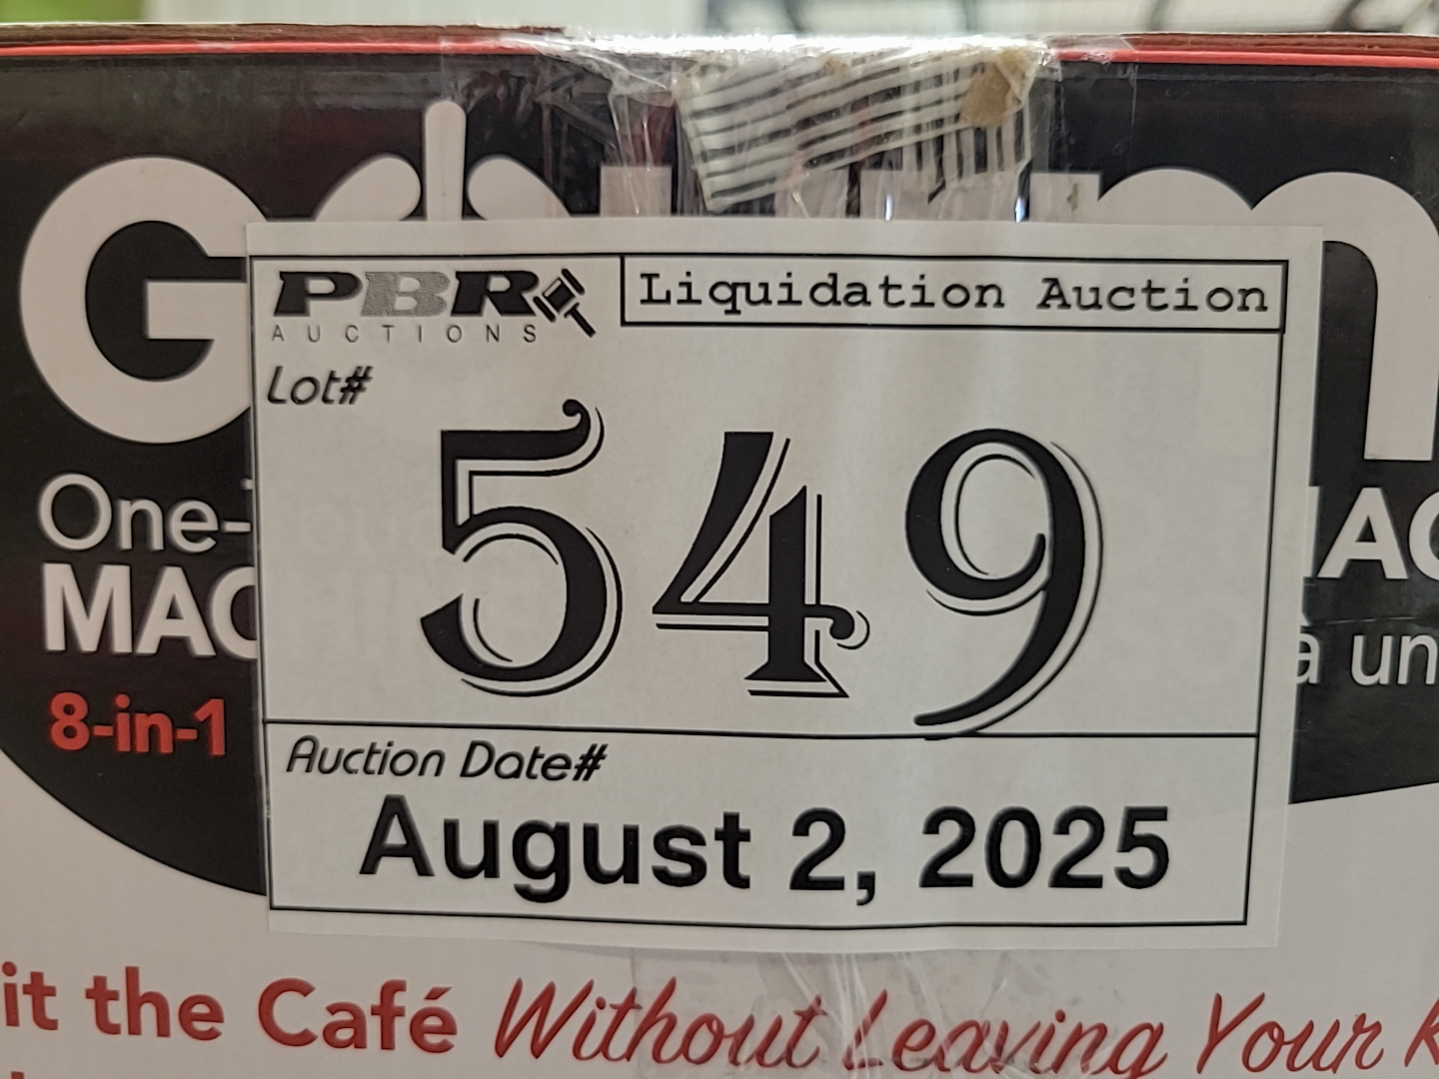 PBR
AUCTIONS
Liquidation Auction
Lot#
549
One-
MAC
8-in-1
à un
Auction Date#
August 2, 2025
it the Café Without Leaving Your